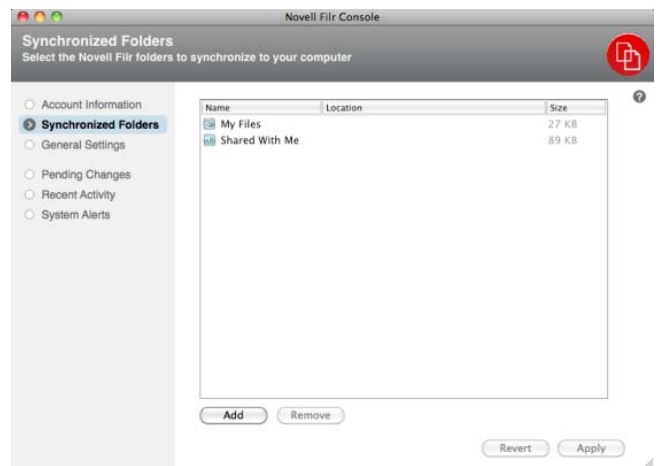 Novell Filr Console
Synchronized Folders
Select the Novell Filr folders to synchronize to your computer
Account Information
Synchronized Folders
General Settings
Pending Changes
Recent Activity
System Alerts
Name Location Size
My Files 27 KB
Shared With Me 89 KB
?
Add Remove
Revert Apply